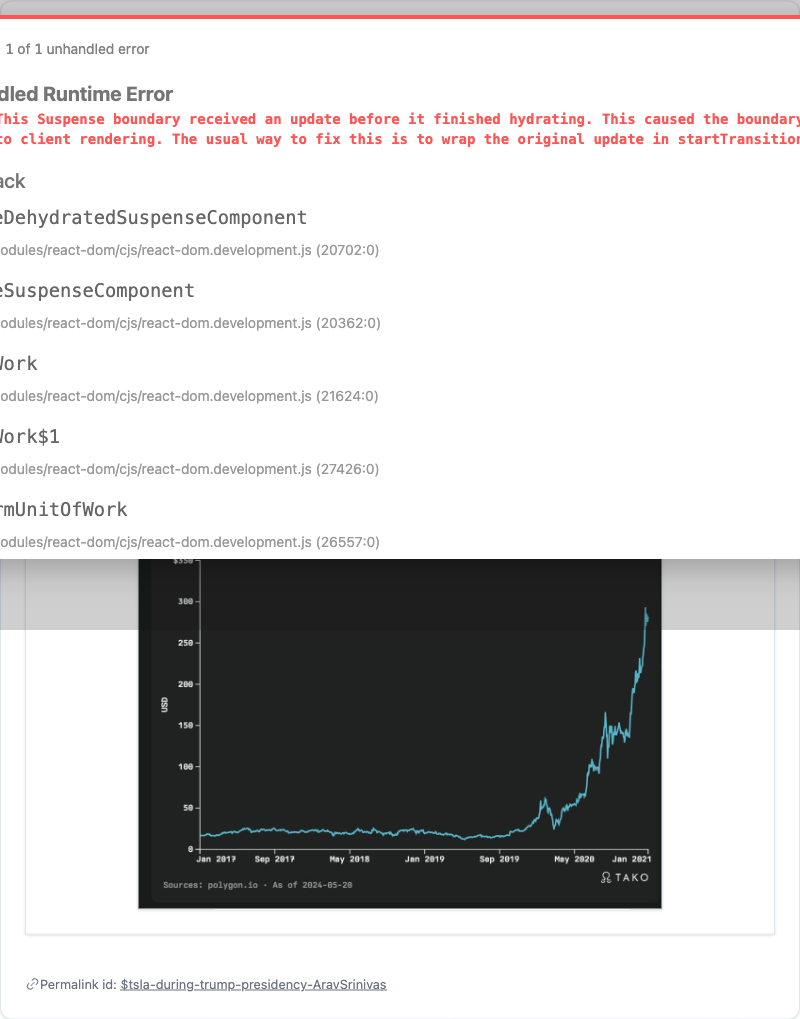 1 of 1 unhandled error
dled Runtime Error
This Suspense boundary received an update before it finished hydrating. This caused the boundary
to client rendering. The usual way to fix this is to wrap the original update in startTransition
ack
eDehydratedSuspenseComponent
odules/react-dom/cjs/react-dom.development.js (20702:0)
eSuspenseComponent
odules/react-dom/cjs/react-dom.development.js (20362:0)
Work
odules/react-dom/cjs/react-dom.development.js (21624:0)
Work$1
odules/react-dom/cjs/react-dom.development.js (27426:0)
rmUnitOfWork
odules/react-dom/cjs/react-dom.development.js (26557:0)
$350
300
250
200
USD
150
100
50
0
Jan 2017 Sep 2017 May 2018 Jan 2019 Sep 2019 May 2020 Jan 2021
Sources: polygon.io - As of 2024-05-20
TAKO
Permalink id: $tsla-during-trump-presidency-AravSrinivas